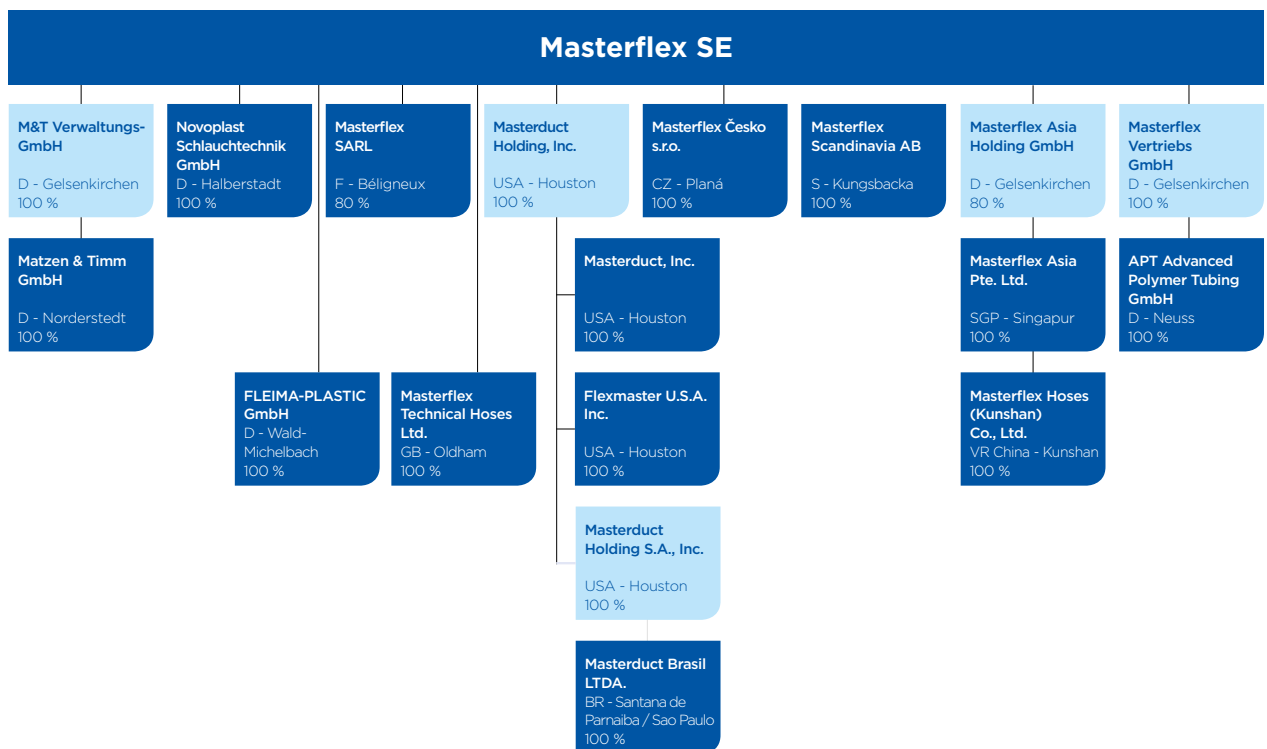 Masterflex SE
M&T Verwaltungs-
GmbH
D - Gelsenkirchen
100 %
Novoplast
Schlauchtechnik
GmbH
D - Halberstadt
100 %
Masterflex
SARL
F - Béligneux
80 %
Masterduct
Holding, Inc.
USA - Houston
100 %
Masterflex Česko
s.r.o.
CZ - Planá
100 %
Masterflex
Scandinavia AB
S - Kungsbacka
100 %
Masterflex Asia
Holding GmbH
D - Gelsenkirchen
80 %
Masterflex
Vertriebs
GmbH
D - Gelsenkirchen
100 %
Matzen & Timm
GmbH
D - Norderstedt
100 %
Masterduct, Inc.
USA - Houston
100 %
Masterflex Asia
Pte. Ltd.
SGP - Singapur
100 %
APT Advanced
Polymer Tubing
GmbH
D - Neuss
100 %
FLEIMA-PLASTIC
GmbH
D - Wald-
Michelbach
100 %
Masterflex
Technical Hoses
Ltd.
GB - Oldham
100 %
Flexmaster U.S.A.
Inc.
USA - Houston
100 %
Masterflex Hoses
(Kunshan)
Co., Ltd.
VR China - Kunshan
100 %
Masterduct
Holding S.A., Inc.
USA - Houston
100 %
Masterduct Brasil
LTDA.
BR - Santana de
Parnaiba / Sao Paulo
100 %